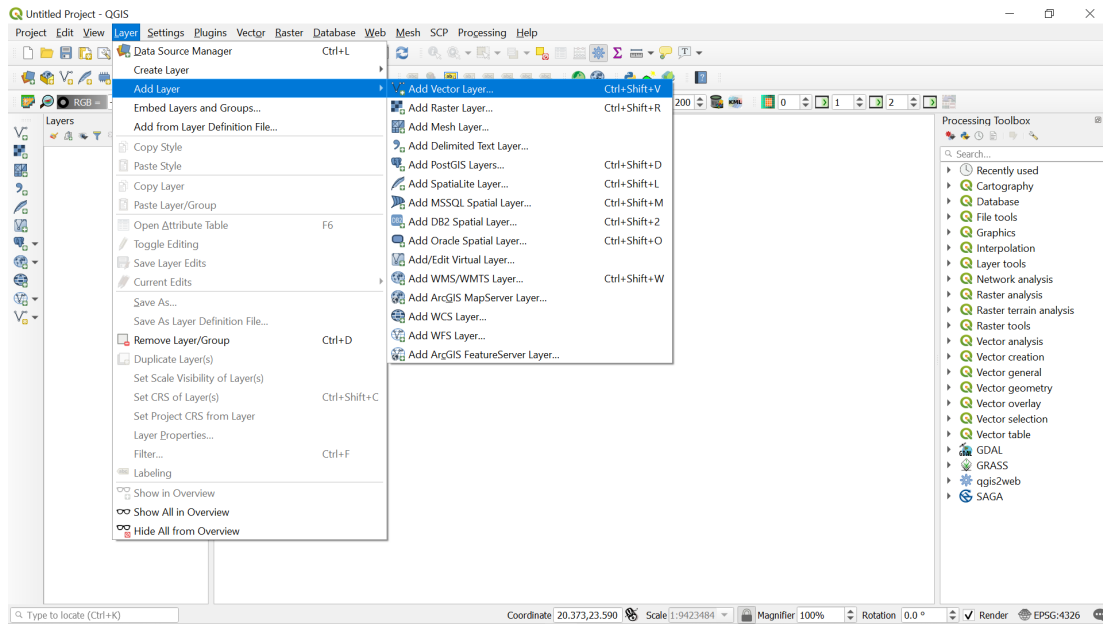 Untitled Project - QGIS
Project Edit View Layer Settings Plugins Vector Raster Database Web Mesh SCP Processing Help
Data Source Manager Ctrl+L
Create Layer
Add Layer
Embed Layers and Groups...
Add from Layer Definition File...
Copy Style
Paste Style
Copy Layer
Paste Layer/Group
Open Attribute Table F6
Toggle Editing
Save Layer Edits
Current Edits
Save As...
Save As Layer Definition File...
Remove Layer/Group Ctrl+D
Duplicate Layer(s)
Set Scale Visibility of Layer(s)
Set CRS of Layer(s) Ctrl+Shift+C
Set Project CRS from Layer
Layer Properties...
Filter... Ctrl+F
Labeling
Show in Overview
Show All in Overview
Hide All from Overview
Add Vector Layer... Ctrl+Shift+V
Add Raster Layer... Ctrl+Shift+R
Add Mesh Layer...
Add Delimited Text Layer...
Add PostGIS Layers... Ctrl+Shift+D
Add SpatiaLite Layer... Ctrl+Shift+L
Add MSSQL Spatial Layer... Ctrl+Shift+M
DB2 Add DB2 Spatial Layer... Ctrl+Shift+2
Add Oracle Spatial Layer... Ctrl+Shift+O
Add/Edit Virtual Layer...
Add WMS/WMTS Layer... Ctrl+Shift+W
Add ArcGIS MapServer Layer...
Add WCS Layer...
Add WFS Layer...
Add ArcGIS FeatureServer Layer...
RGB =
200 KML 0 1 2
Layers
Processing Toolbox
Search...
Recently used
Cartography
Database
File tools
Graphics
Interpolation
Layer tools
Network analysis
Raster analysis
Raster terrain analysis
Raster tools
Vector analysis
Vector creation
Vector general
Vector geometry
Vector overlay
Vector selection
Vector table
GDAL
GRASS
qgis2web
SAGA
Type to locate (Ctrl+K) Coordinate 20.373,23.590 Scale 1:9423484 Magnifier 100% Rotation 0.0 ° Render EPSG:4326